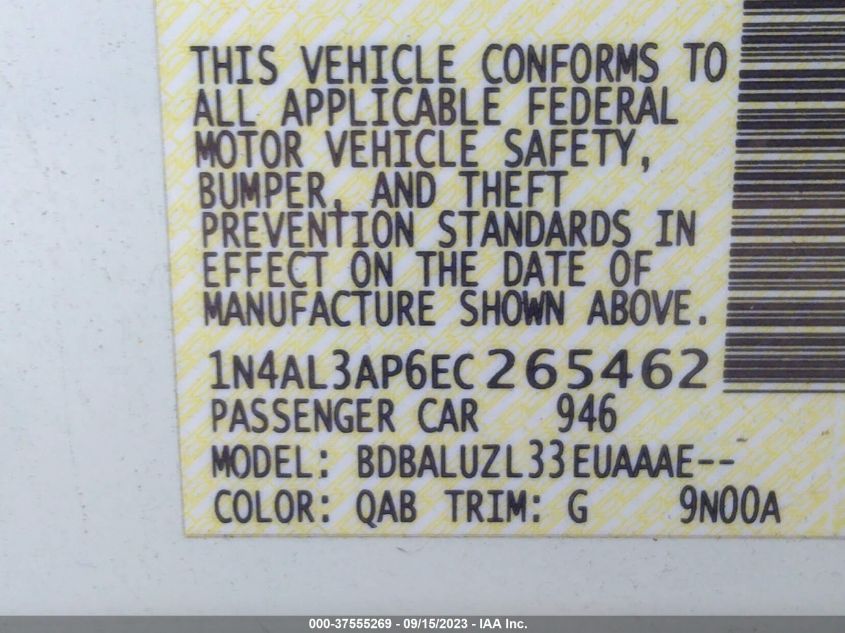 THIS VEHICLE CONFORMS TO
ALL APPLICABLE FEDERAL
MOTOR VEHICLE SAFETY,
BUMPER, AND THEFT
PREVENTION STANDARDS IN
EFFECT ON THE DATE OF
MANUFACTURE SHOWN ABOVE.
1N4AL3AP6EC265462
PASSENGER CAR 946
MODEL: BDBALUZL33EUAAAE--
COLOR: QAB TRIM: G 9N00A
000-37555269 - 09/15/2023 - IAA Inc.